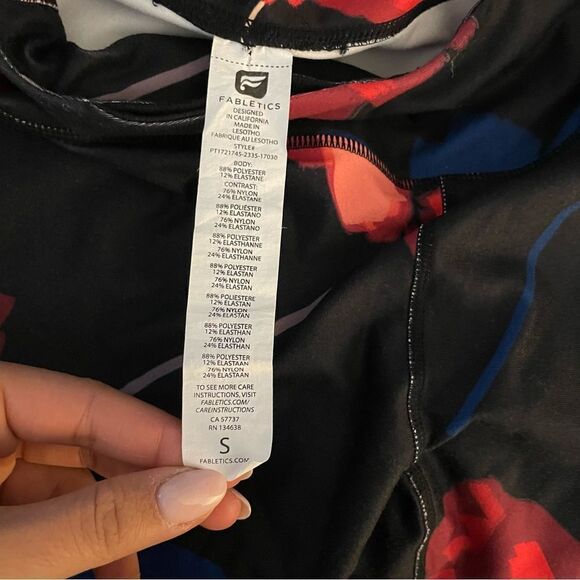 FABLETICS
DESIGNED
IN CALIFORNIA
MADE IN
LESOTHO
FABRIQUE AU LESOTHO
STYLE#
PT1721745-2335-17030
BODY:
88% POLYESTER
12% ELASTANE
CONTRAST:
76% NYLON
24% ELASTANE
88% POLIÉSTER
12% ELASTANO
76% NYLON
24% ELASTANO
88% POLYESTER
12% ELASTHANNE
76% NYLON
24% ELASTHANNE
88% POLYESTER
12% ELASTAN
76% NYLON
24% ELASTAN
88% POLIESTERE
12% ELASTAN
76% NYLON
24% ELASTAN
88% POLYESTER
12% ELASTHAN
76% NYLON
24% ELASTHAN
88% POLYESTER
12% ELASTAAN
76% NYLON
24% ELASTAAN
TO SEE MORE CARE
INSTRUCTIONS, VISIT
FABLETICS.COM/
CAREINSTRUCTIONS
CA 57737
RN 134638
S
FABLETICS.COM